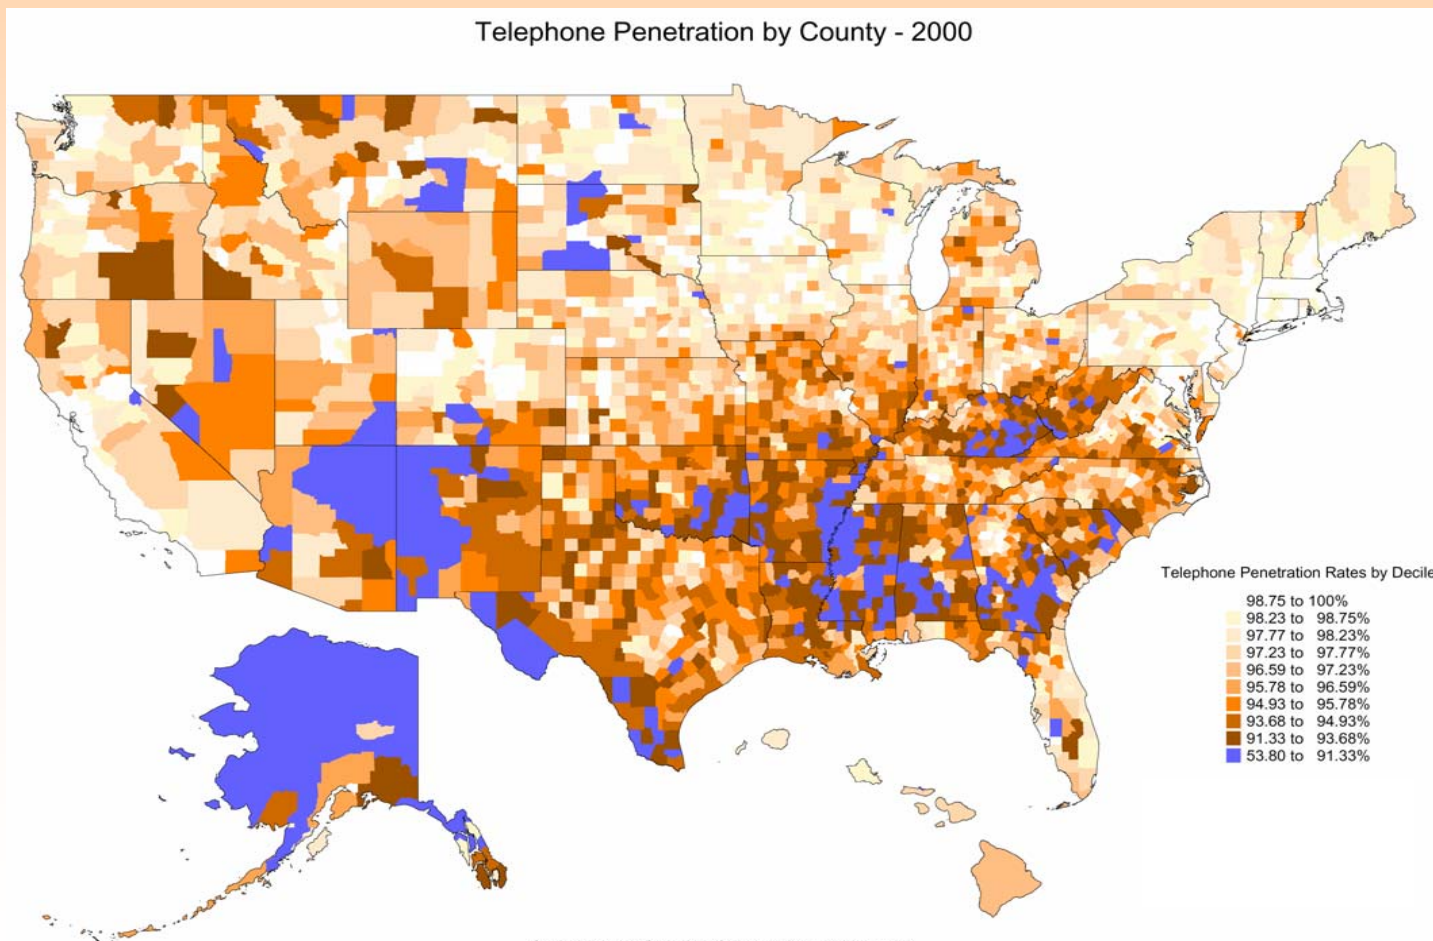 Telephone Penetration by County - 2000
Telephone Penetration Rates by Decile
98.75 to 100%
98.23 to 98.75%
97.77 to 98.23%
97.23 to 97.77%
96.59 to 97.23%
95.78 to 96.59%
94.93 to 95.78%
93.68 to 94.93%
91.33 to 93.68%
53.80 to 91.33%